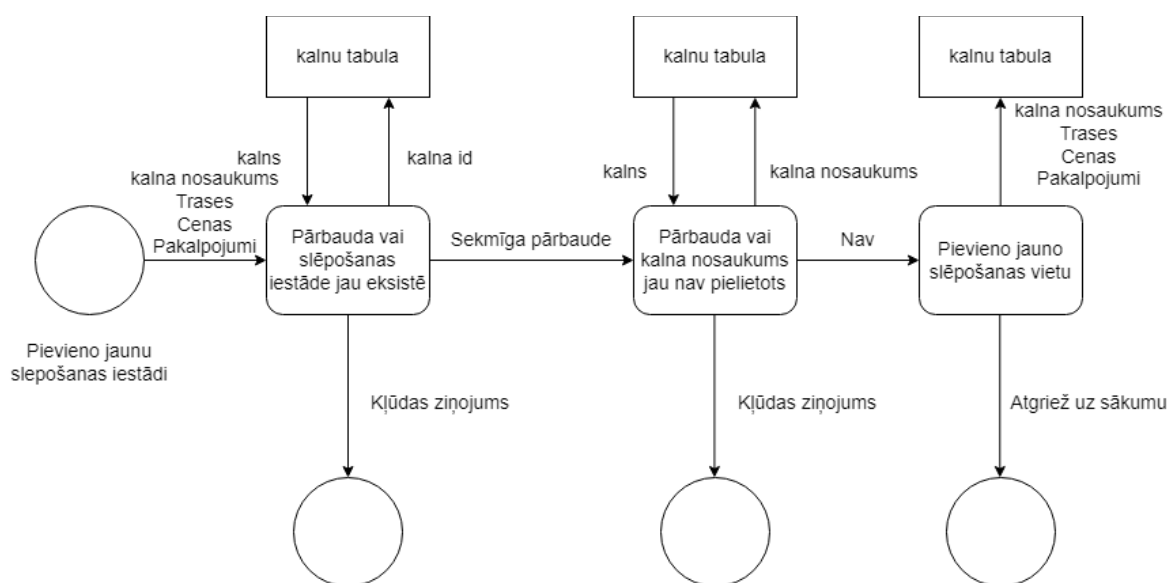 kalnu tabula
kalnu tabula
kalnu tabula
kalns
kalna id
kalns
kalna nosaukums
kalna nosaukums
Trases
Cenas
Pakalpojumi
kalna nosaukums
Trases
Cenas
Pakalpojumi
Pārbauda vai
slēpošanas
iestāde jau eksistē
Sekmīga pārbaude
Pārbauda vai
kalna nosaukums
jau nav pielietots
Nav
Pievieno jauno
slēpošanas vietu
Pievieno jaunu
slepošanas iestādi
Kļūdas ziņojums
Kļūdas ziņojums
Atgriež uz sākumu